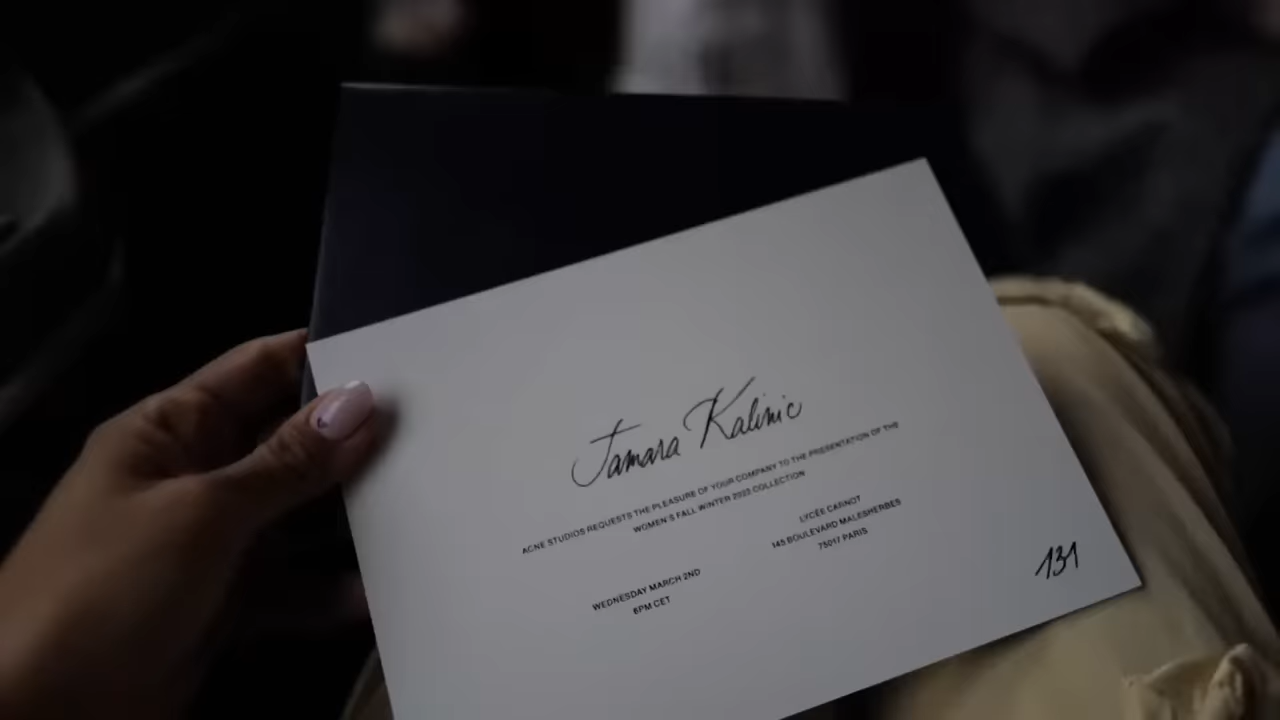 Tamara Kalinic
ACNE STUDIOS REQUESTS THE PLEASURE OF YOUR COMPANY TO THE PRESENTATION OF THE
WOMEN'S FALL WINTER 2022 COLLECTION
LYCÉE CARNOT
145 BOULEVARD MALESHERBES
75017 PARIS
WEDNESDAY MARCH 2ND
6PM CET
131